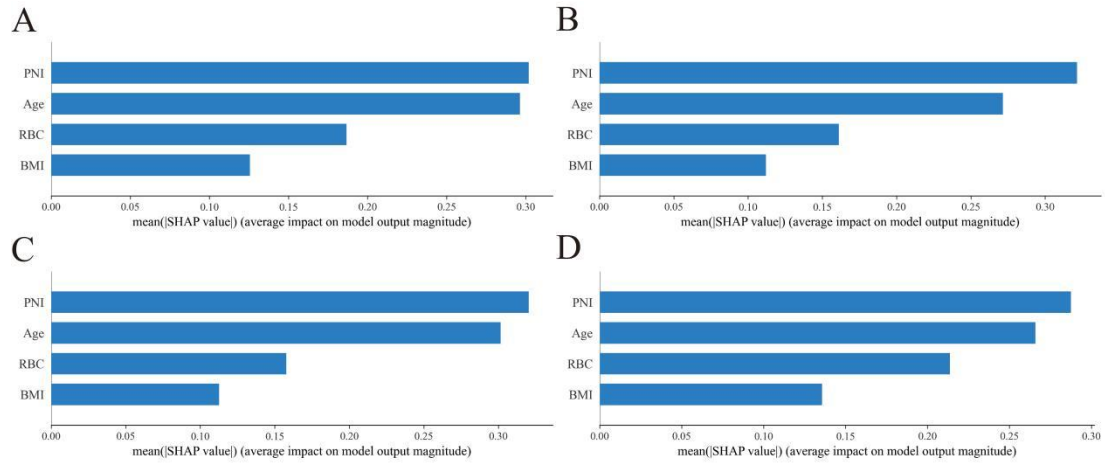 A
PNI
Age
RBC
BMI
0.00 0.05 0.10 0.15 0.20 0.25 0.30
mean(|SHAP value|) (average impact on model output magnitude)
B
PNI
Age
RBC
BMI
0.00 0.05 0.10 0.15 0.20 0.25 0.30
mean(|SHAP value|) (average impact on model output magnitude)
C
PNI
Age
RBC
BMI
0.00 0.05 0.10 0.15 0.20 0.25 0.30
mean(|SHAP value|) (average impact on model output magnitude)
D
PNI
Age
RBC
BMI
0.00 0.05 0.10 0.15 0.20 0.25 0.30
mean(|SHAP value|) (average impact on model output magnitude)